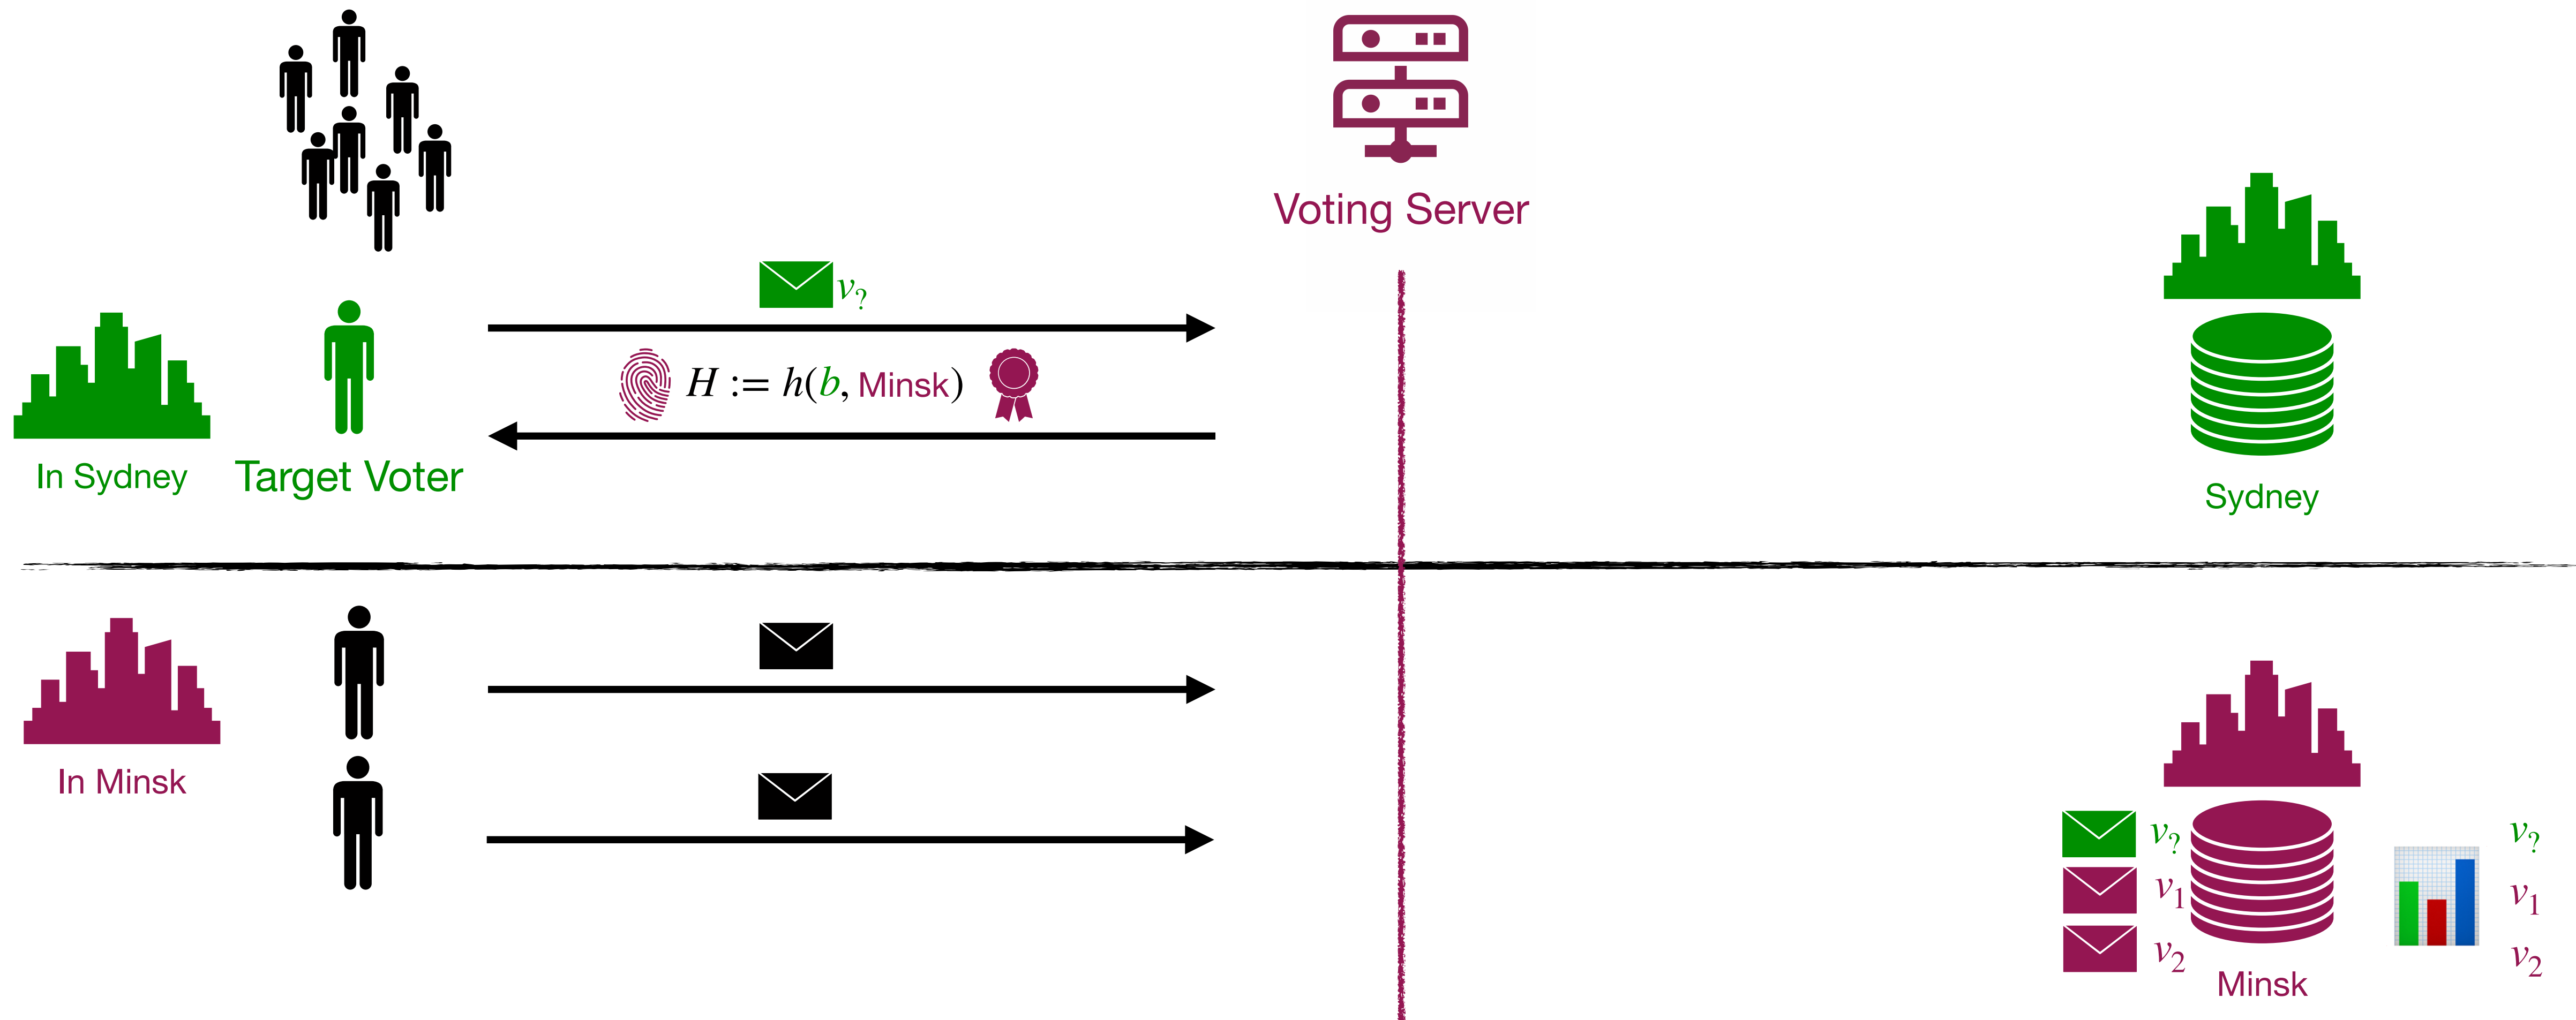 Voting Server
v?
H := h(b, Minsk)
In Sydney
Target Voter
Sydney
In Minsk
v?
v?
v1
v1
v2
v2
Minsk